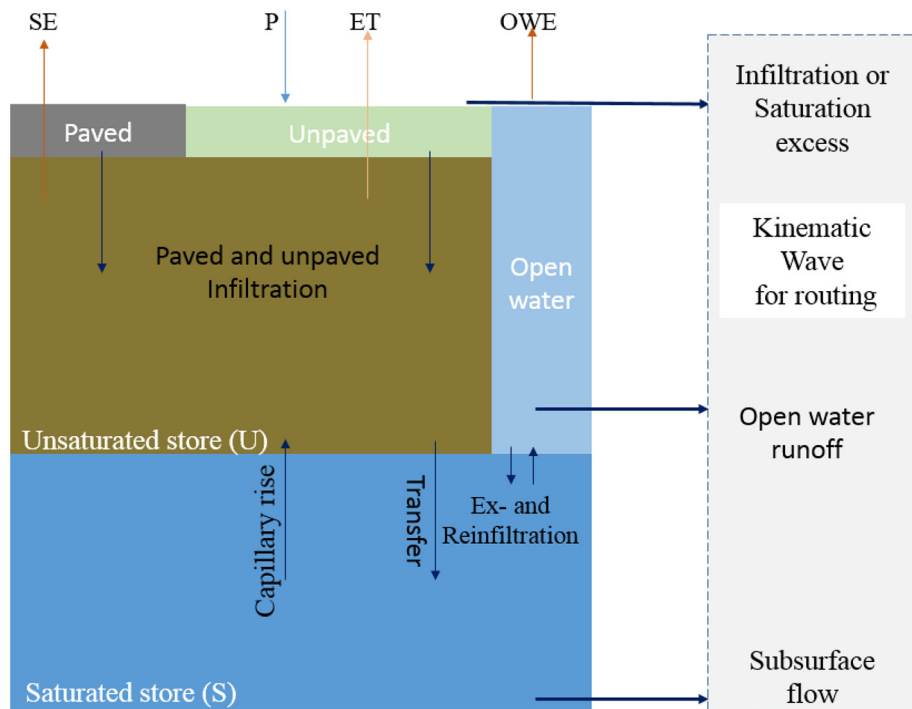 SE
P
ET
OWE
Paved
Unpaved
Infiltration or
Saturation
excess
Paved and unpaved
Infiltration
Open
water
Kinematic
Wave
for routing
Unsaturated store (U)
Open water
runoff
Capillary rise
Transfer
Ex- and
Reinfiltration
Saturated store (S)
Subsurface
flow